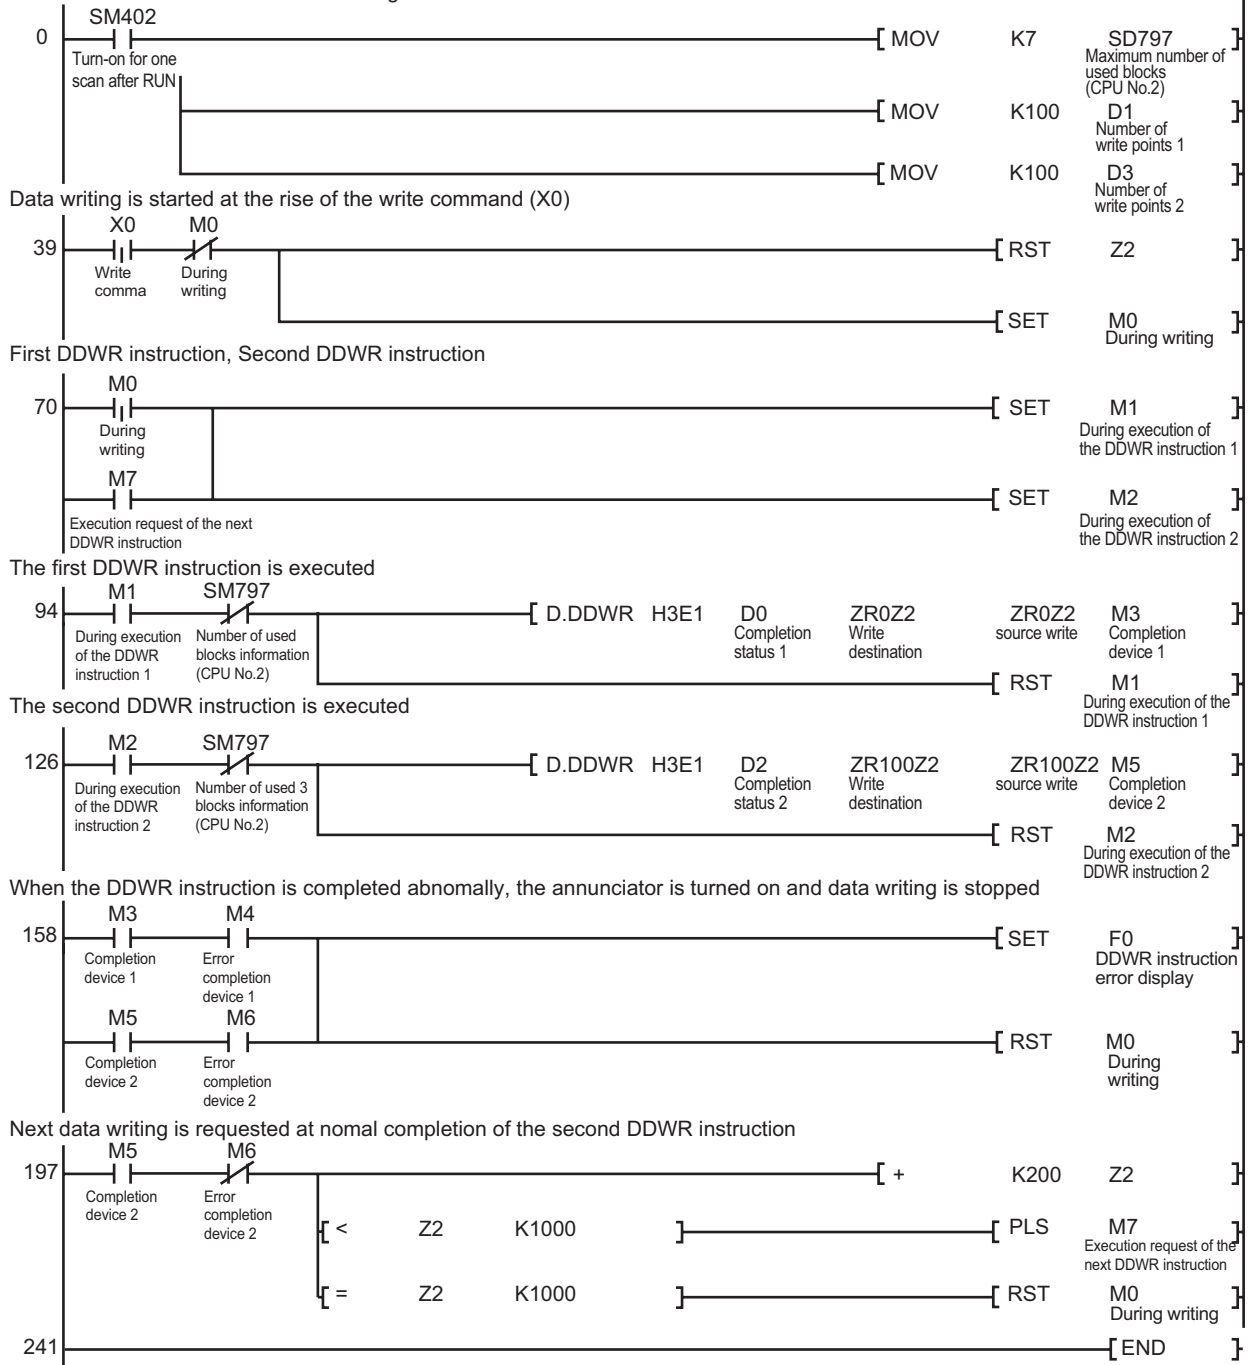 SM402
0 MOV K7 SD797
Turn-on for one
scan after RUN
Maximum number of
used blocks
(CPU No.2)
MOV K100 D1
Number of
write points 1
MOV K100 D3
Number of
write points 2
Data writing is started at the rise of the write command (X0)
X0 M0
39 RST Z2
Write
comma
During
writing
SET M0
During writing
First DDWR instruction, Second DDWR instruction
M0
70 SET M1
During
writing
During execution of
the DDWR instruction 1
M7
SET M2
Execution request of the next
DDWR instruction
During execution of
the DDWR instruction 2
The first DDWR instruction is executed
M1 SM797
94 D.DDWR H3E1 D0 ZR0Z2 ZR0Z2 M3
During execution
of the DDWR
instruction 1
Number of used
blocks information
(CPU No.2)
Completion
status 1
Write
destination
source write
Completion
device 1
RST M1
During execution of the
DDWR instruction 1
The second DDWR instruction is executed
M2 SM797
126 D.DDWR H3E1 D2 ZR100Z2 ZR100Z2 M5
During execution
of the DDWR
instruction 2
Number of used 3
blocks information
(CPU No.2)
Completion
status 2
Write
destination
source write
Completion
device 2
RST M2
During execution of the
DDWR instruction 2
When the DDWR instruction is completed abnomally, the annunciator is turned on and data writing is stopped
M3 M4
158 SET F0
Completion
device 1
Error
completion
device 1
DDWR instruction
error display
M5 M6
RST M0
Completion
device 2
Error
completion
device 2
During
writing
Next data writing is requested at nomal completion of the second DDWR instruction
M5 M6
197 + K200 Z2
Completion
device 2
Error
completion
device 2
< Z2 K1000 PLS M7
Execution request of the
next DDWR instruction
= Z2 K1000 RST M0
During writing
241 END